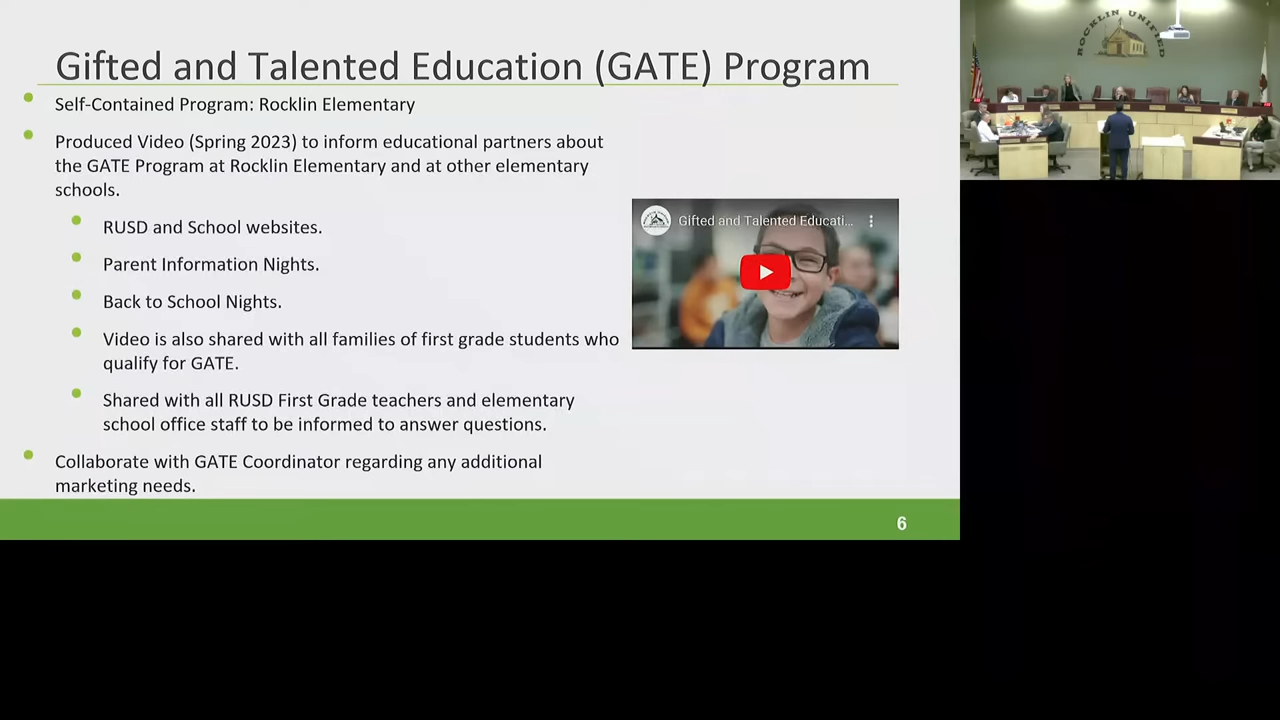 Gifted and Talented Education (GATE) Program
Self-Contained Program: Rocklin Elementary
Produced Video (Spring 2023) to inform educational partners about
the GATE Program at Rocklin Elementary and at other elementary
schools.
RUSD and School websites.
Parent Information Nights.
Back to School Nights.
Video is also shared with all families of first grade students who
qualify for GATE.
Shared with all RUSD First Grade teachers and elementary
school office staff to be informed to answer questions.
Collaborate with GATE Coordinator regarding any additional
marketing needs.
Gifted and Talented Educati...
6
ROCKLIN UNIFIED